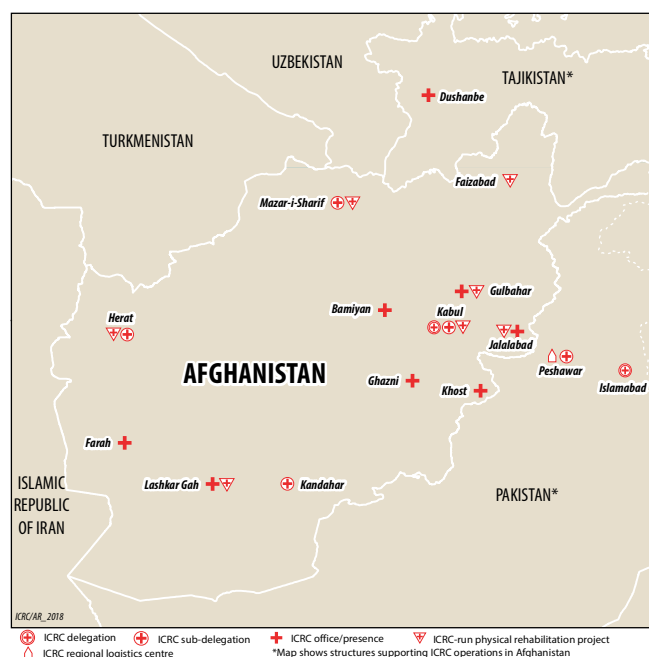 UZBEKISTAN
TAJIKISTAN*
Dushanbe
TURKMENISTAN
Faizabad
Mazar-i-Sharif
Gulbahar
Bamiyan
Kabul
Herat
Jalalabad
Peshawar
AFGHANISTAN
Ghazni
Khost
Islamabad
Farah
ISLAMIC
REPUBLIC
OF IRAN
Lashkar Gah
Kandahar
PAKISTAN*
ICRC/AR_2018
ICRC delegation
ICRC sub-delegation
ICRC office/presence
ICRC-run physical rehabilitation project
ICRC regional logistics centre
*Map shows structures supporting ICRC operations in Afghanistan